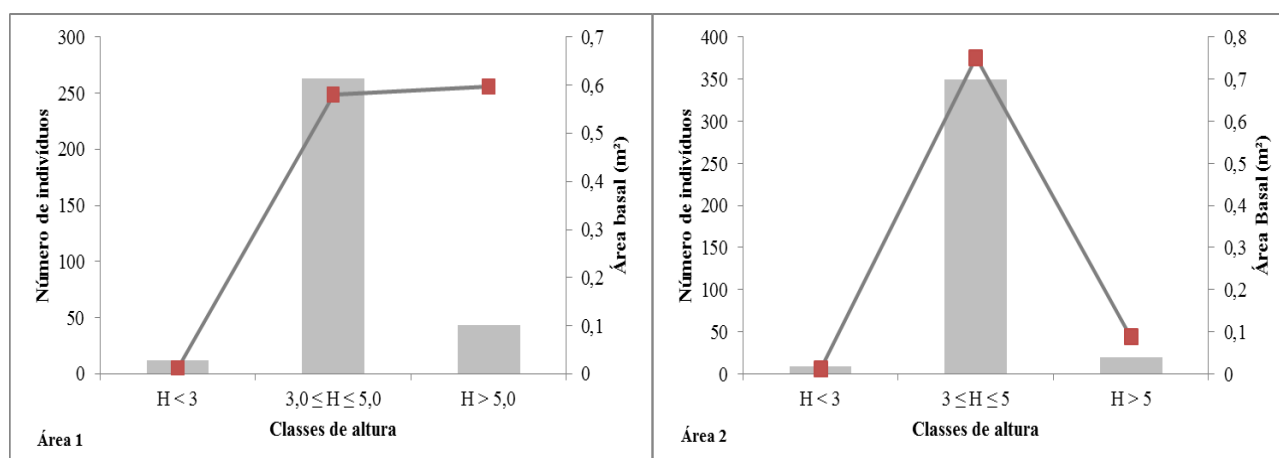 300
250
200
150
100
50
0
Número de indivíduos
0,7
0,6
0,5
0,4
0,3
0,2
0,1
0
Área basal (m²)
H < 3
3,0 ≤ H ≤ 5,0
H > 5,0
Classes de altura
Área 1
400
350
300
250
200
150
100
50
0
Número de indivíduos
0,8
0,7
0,6
0,5
0,4
0,3
0,2
0,1
0
Área Basal (m²)
H < 3
3 ≤ H ≤ 5
H > 5
Classes de altura
Área 2